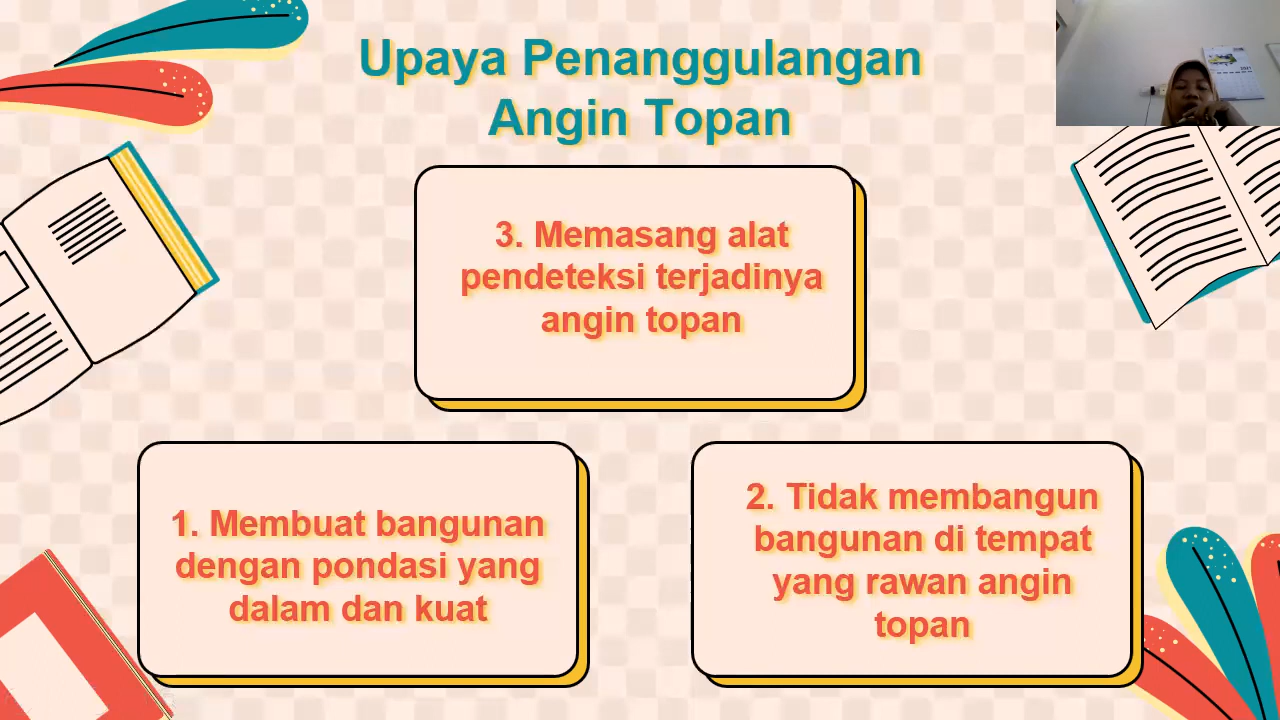 Upaya Penanggulangan
Angin Topan
3. Memasang alat
pendeteksi terjadinya
angin topan
1. Membuat bangunan
dengan pondasi yang
dalam dan kuat
2. Tidak membangun
bangunan di tempat
yang rawan angin
topan